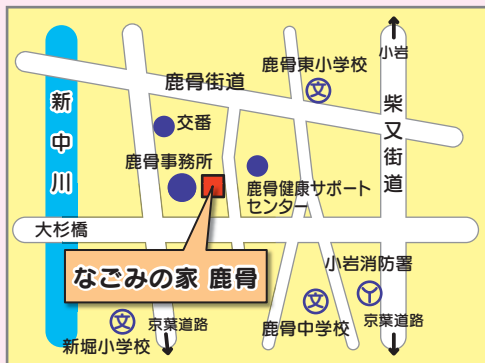 小岩
鹿骨東小学校
文
鹿骨街道
新中川
柴又街道
交番
鹿骨事務所
鹿骨健康サポート
センター
大杉橋
なごみの家 鹿骨
小岩消防署
文
新堀小学校
京葉道路
文
鹿骨中学校
京葉道路